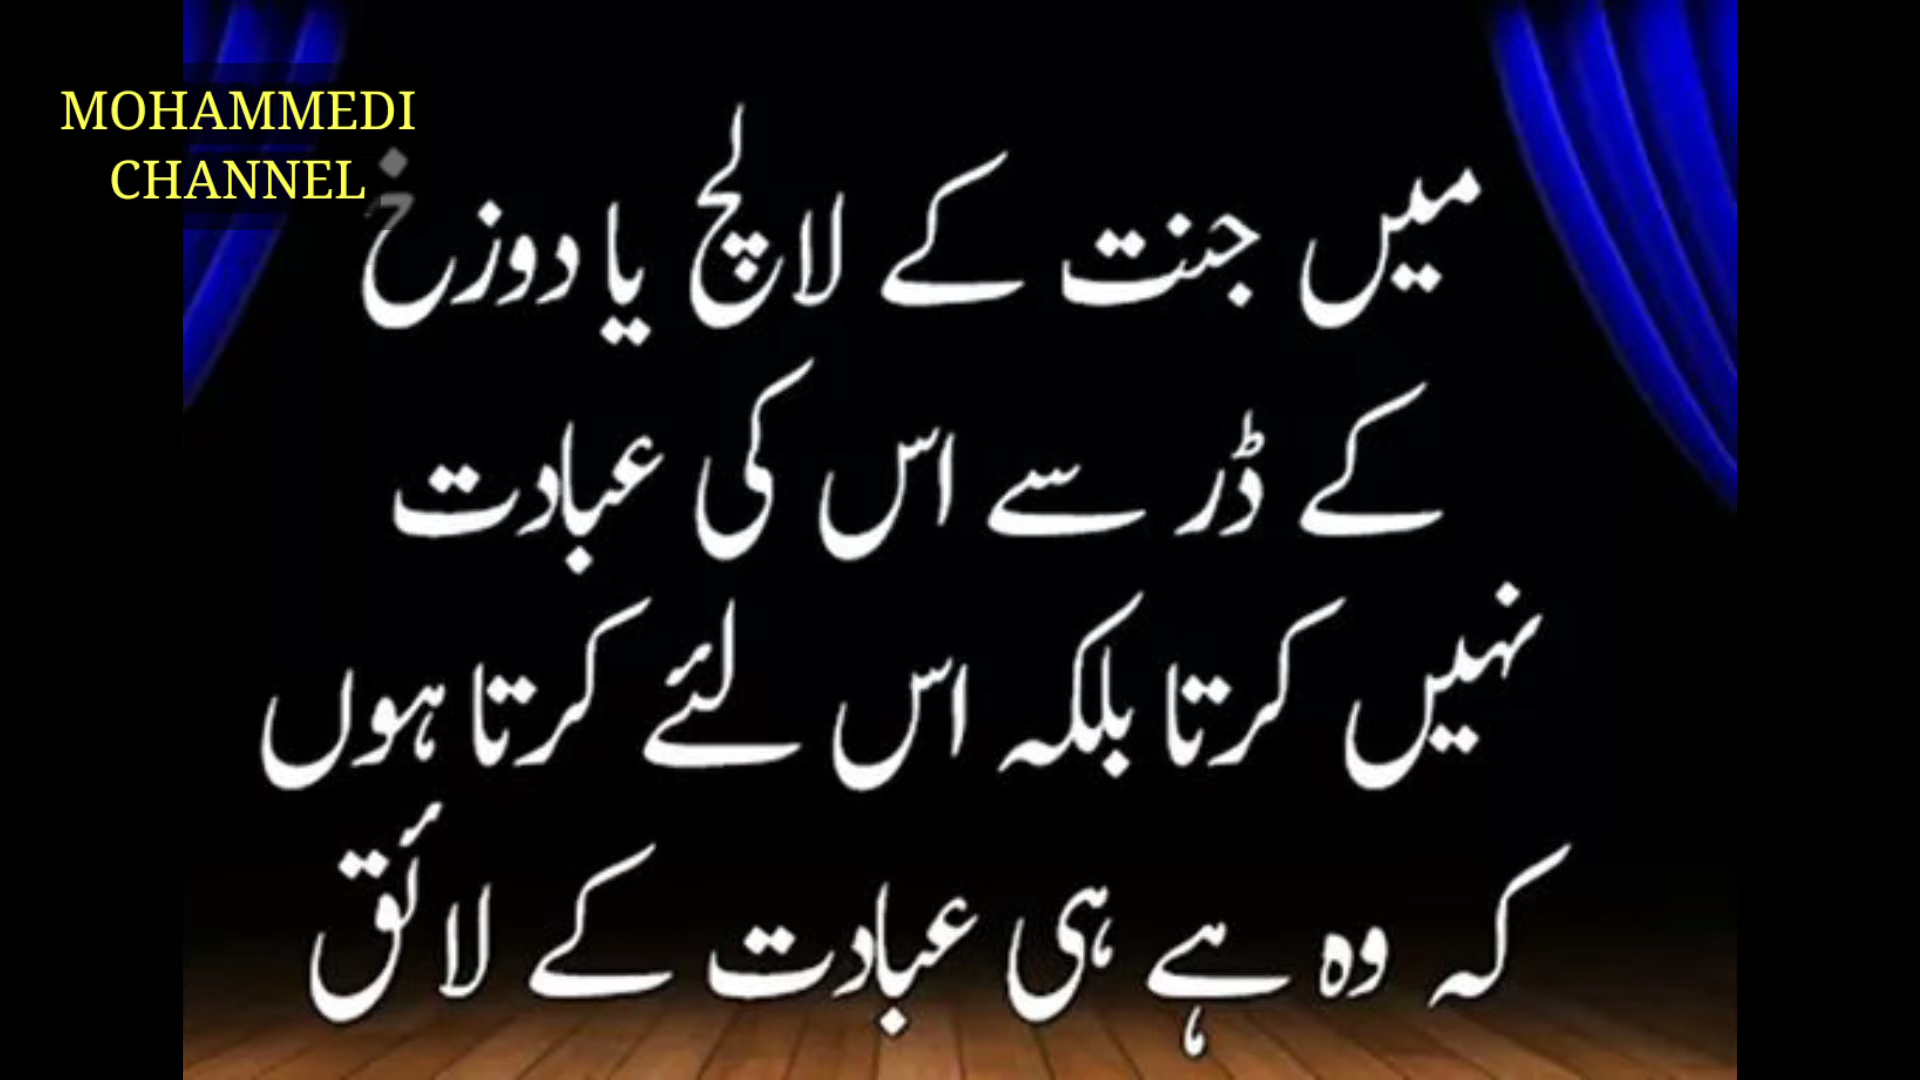 MOHAMMEDI
CHANNEL
میں جنت کے لالچ یا دوزخ
کے ڈر سے اس کی عبادت
نہیں کرتا بلکہ اس لئے کرتا ہوں
کہ وہ ہے ہی عبادت کے لائق